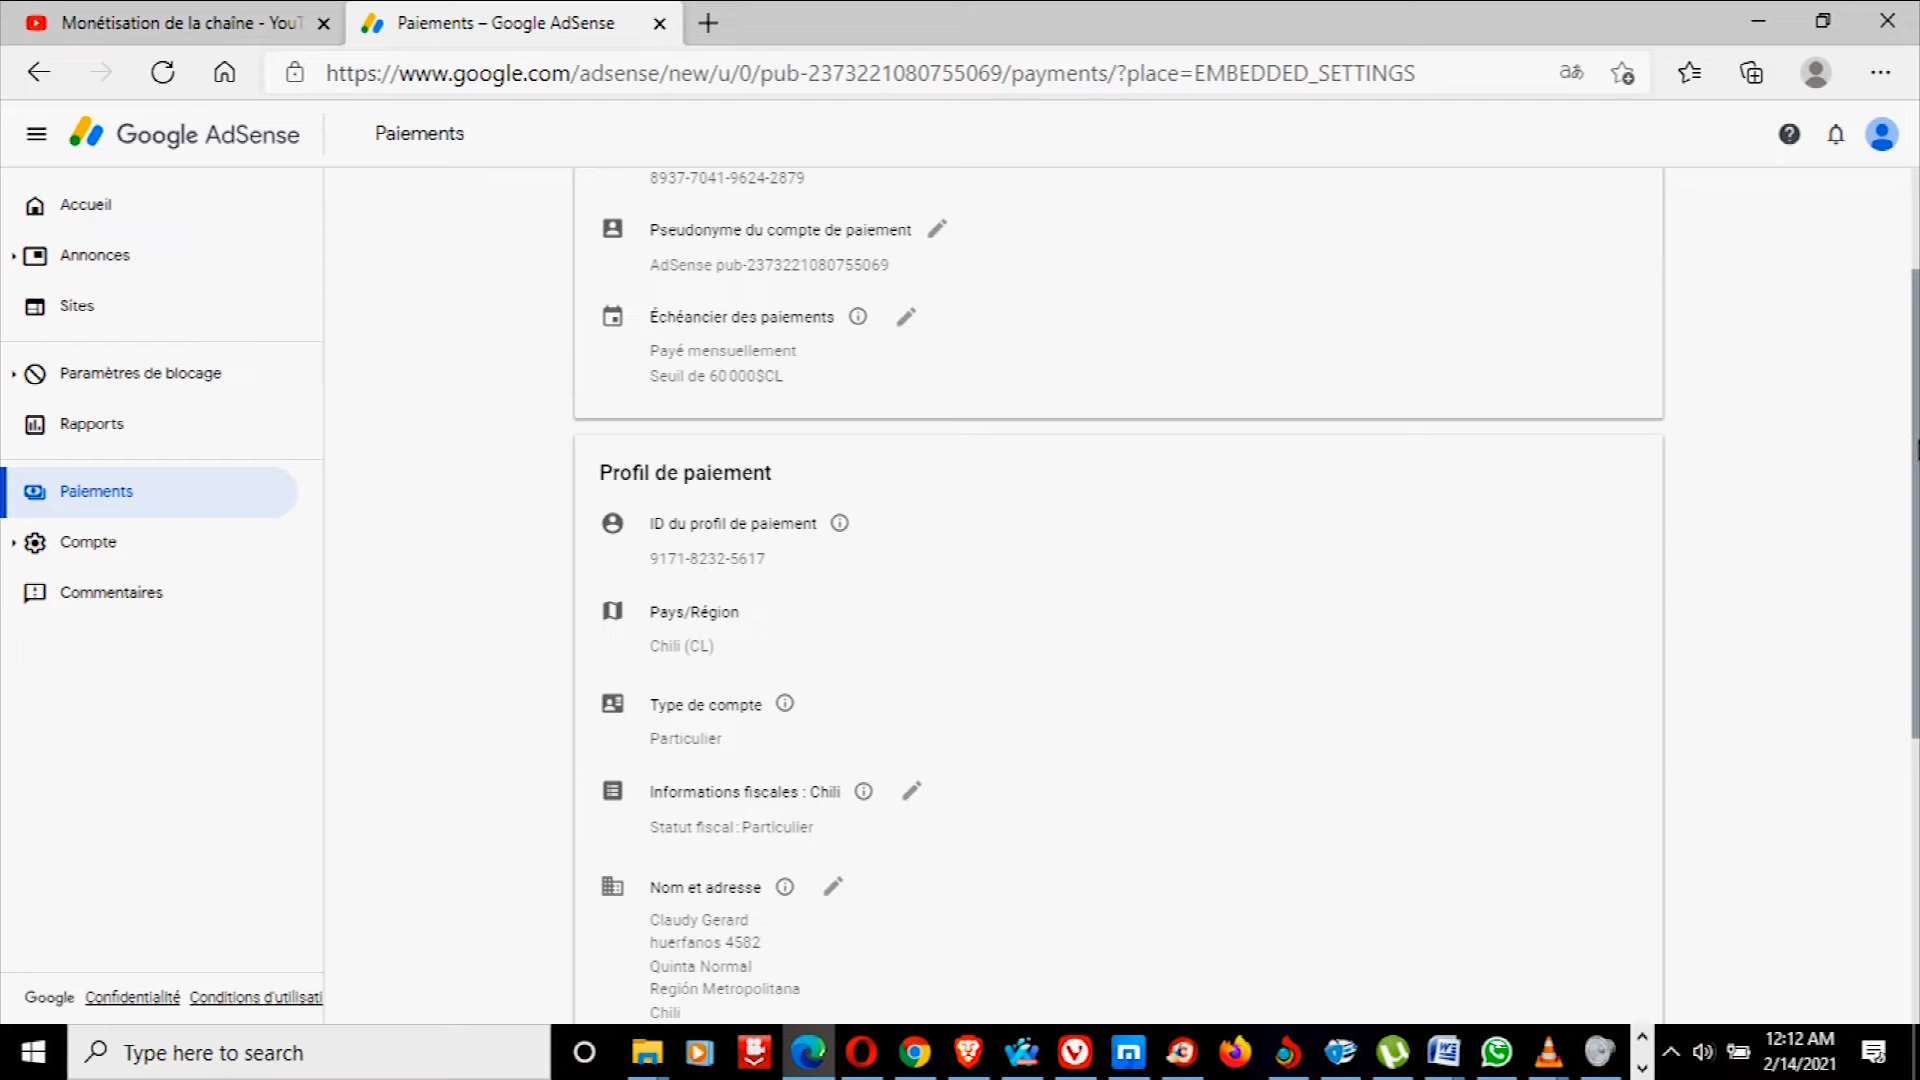 Monétisation de la chaîne - YouT
Paiements – Google AdSense
https://www.google.com/adsense/new/u/0/pub-2373221080755069/payments/?place=EMBEDDED_SETTINGS
Google AdSense
Paiements
Accueil
Annonces
Sites
Paramètres de blocage
Rapports
Paiements
Compte
Commentaires
8937-7041-9624-2879
Pseudonyme du compte de paiement
AdSense pub-2373221080755069
Échéancier des paiements
Payé mensuellement
Seuil de 60 000$CL
Profil de paiement
ID du profil de paiement
9171-8232-5617
Pays/Région
Chili (CL)
Type de compte
Particulier
Informations fiscales : Chili
Statut fiscal : Particulier
Nom et adresse
Claudy Gerard
huerfanos 4582
Quinta Normal
Región Metropolitana
Chili
Google Confidentialité Conditions d'utilisati
Type here to search
12:12 AM
2/14/2021